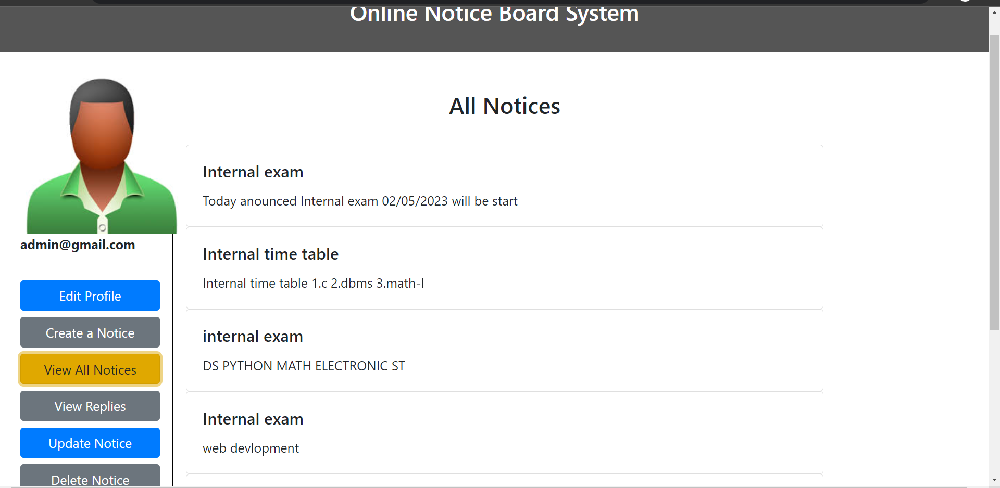 Online Notice Board System
admin@gmail.com
Edit Profile
Create a Notice
View All Notices
View Replies
Update Notice
Delete Notice
All Notices
Internal exam
Today anounced Internal exam 02/05/2023 will be start
Internal time table
Internal time table 1.c 2.dbms 3.math-I
internal exam
DS PYTHON MATH ELECTRONIC ST
Internal exam
web devlopment